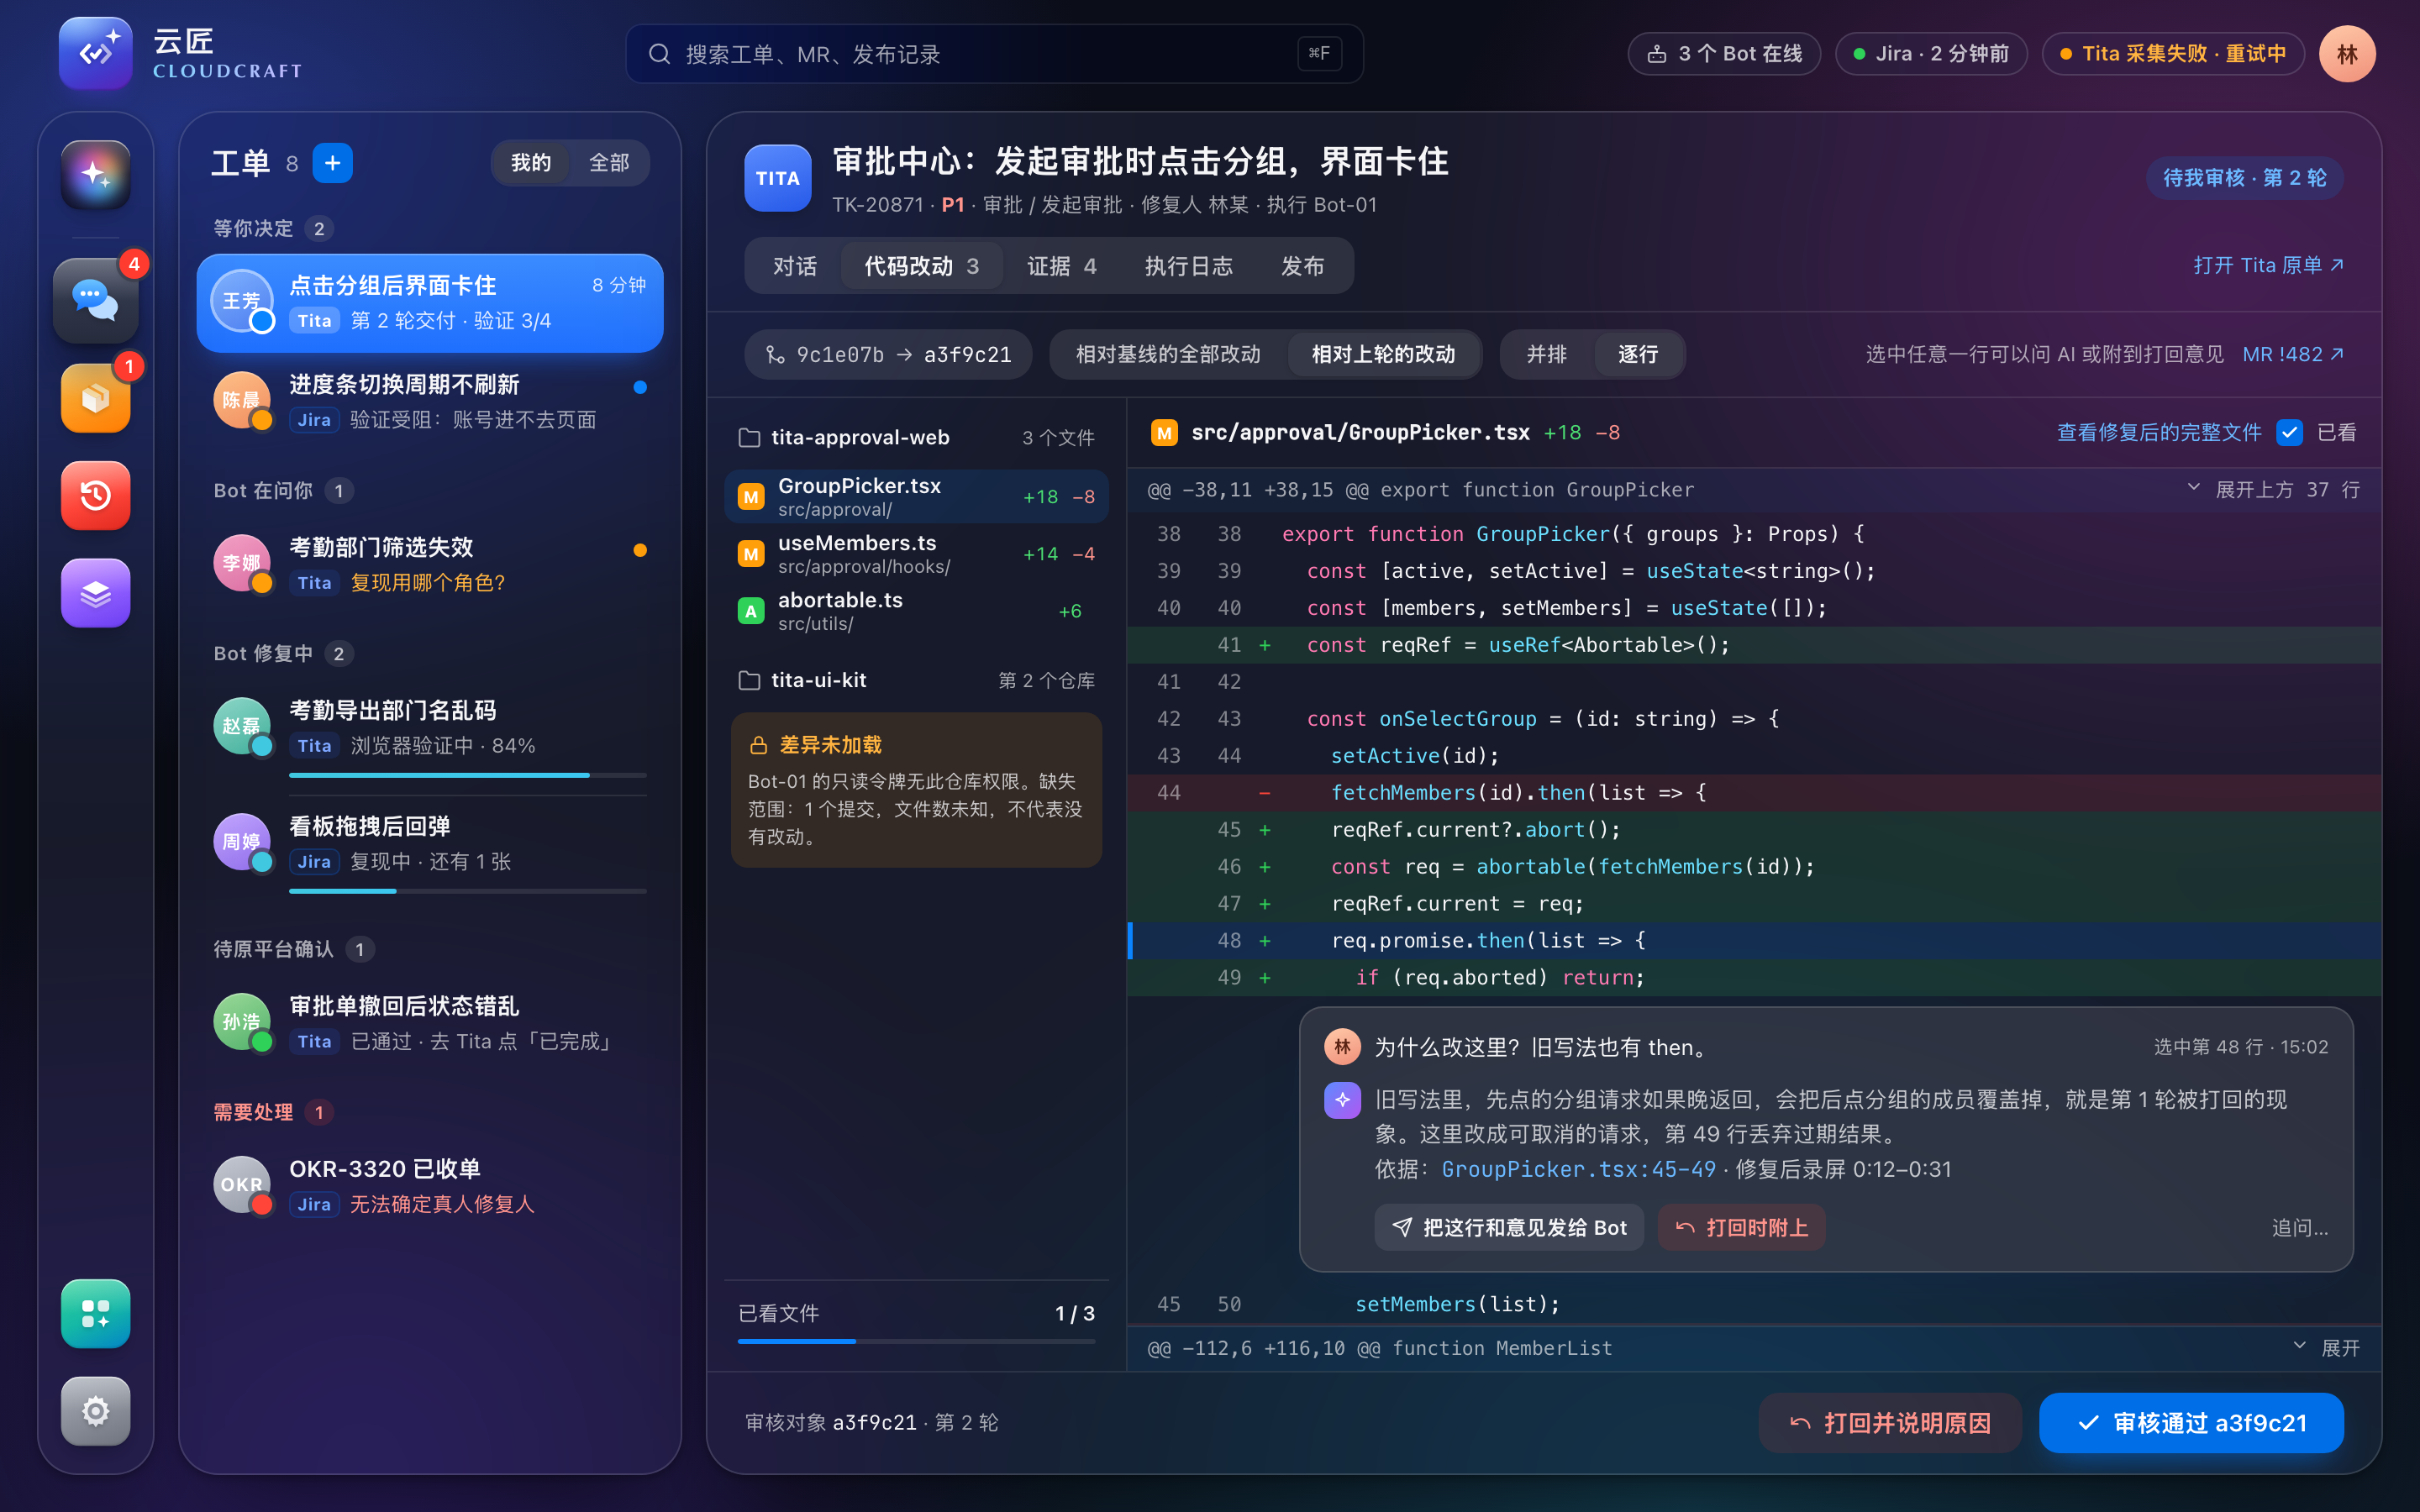 云匠
CLOUDCRAFT
搜索工单、MR、发布记录
⌘F
3 个 Bot 在线
Jira · 2 分钟前
Tita 采集失败 · 重试中
林
4
1
工单 8 +
我的 全部
等你决定 2
王芳
点击分组后界面卡住
8 分钟
Tita 第 2 轮交付 · 验证 3/4
陈晨
进度条切换周期不刷新
Jira 验证受阻：账号进不去页面
Bot 在问你 1
李娜
考勤部门筛选失效
Tita 复现用哪个角色?
Bot 修复中 2
赵磊
考勤导出部门名乱码
Tita 浏览器验证中 · 84%
周婷
看板拖拽后回弹
Jira 复现中 · 还有 1 张
待原平台确认 1
孙浩
审批单撤回后状态错乱
Tita 已通过 · 去 Tita 点「已完成」
需要处理 1
OKR
OKR-3320 已收单
Jira 无法确定真人修复人
TITA
审批中心：发起审批时点击分组，界面卡住
TK-20871 · P1 · 审批 / 发起审批 · 修复人 林某 · 执行 Bot-01
待我审核 · 第 2 轮
对话 代码改动 3 证据 4 执行日志 发布
打开 Tita 原单 ↗
9c1e07b → a3f9c21
相对基线的全部改动 相对上轮的改动
并排 逐行
选中任意一行可以问 AI 或附到打回意见 MR !482 ↗
tita-approval-web 3 个文件
M GroupPicker.tsx +18 −8
src/approval/
M useMembers.ts +14 −4
src/approval/hooks/
A abortable.ts +6
src/utils/
tita-ui-kit 第 2 个仓库
差异未加载
Bot-01 的只读令牌无此仓库权限。缺失
范围：1 个提交，文件数未知，不代表没
有改动。
已看文件 1 / 3
M src/approval/GroupPicker.tsx +18 −8
查看修复后的完整文件 已看
@@ −38,11 +38,15 @@ export function GroupPicker
展开上方 37 行
38 38 export function GroupPicker({ groups }: Props) {
39 39 const [active, setActive] = useState<string>();
40 40 const [members, setMembers] = useState([]);
41 + const reqRef = useRef<Abortable>();
41 42
42 43 const onSelectGroup = (id: string) => {
43 44 setActive(id);
44 − fetchMembers(id).then(list => {
45 + reqRef.current?.abort();
46 + const req = abortable(fetchMembers(id));
47 + reqRef.current = req;
48 + req.promise.then(list => {
49 + if (req.aborted) return;
林 为什么改这里？旧写法也有 then。
选中第 48 行 · 15:02
旧写法里，先点的分组请求如果晚返回，会把后点分组的成员覆盖掉，就是第 1 轮被打回的现
象。这里改成可取消的请求，第 49 行丢弃过期结果。
依据：GroupPicker.tsx:45–49 · 修复后录屏 0:12–0:31
把这行和意见发给 Bot
打回时附上
追问…
45 50 setMembers(list);
@@ −112,6 +116,10 @@ function MemberList
展开
审核对象 a3f9c21 · 第 2 轮
打回并说明原因
审核通过 a3f9c21